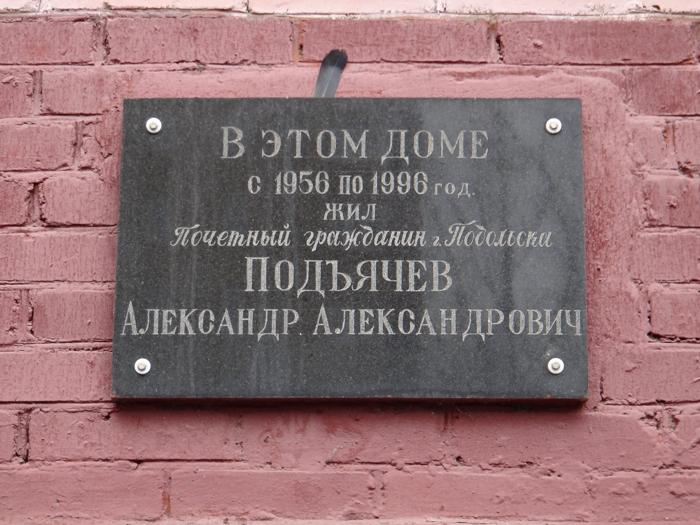 В ЭТОМ ДОМЕ
с 1956 по 1996 год.
ЖИЛ
Почетный гражданин г. Подольска
ПОДЪЯЧЕВ
АЛЕКСАНДР АЛЕКСАНДРОВИЧ